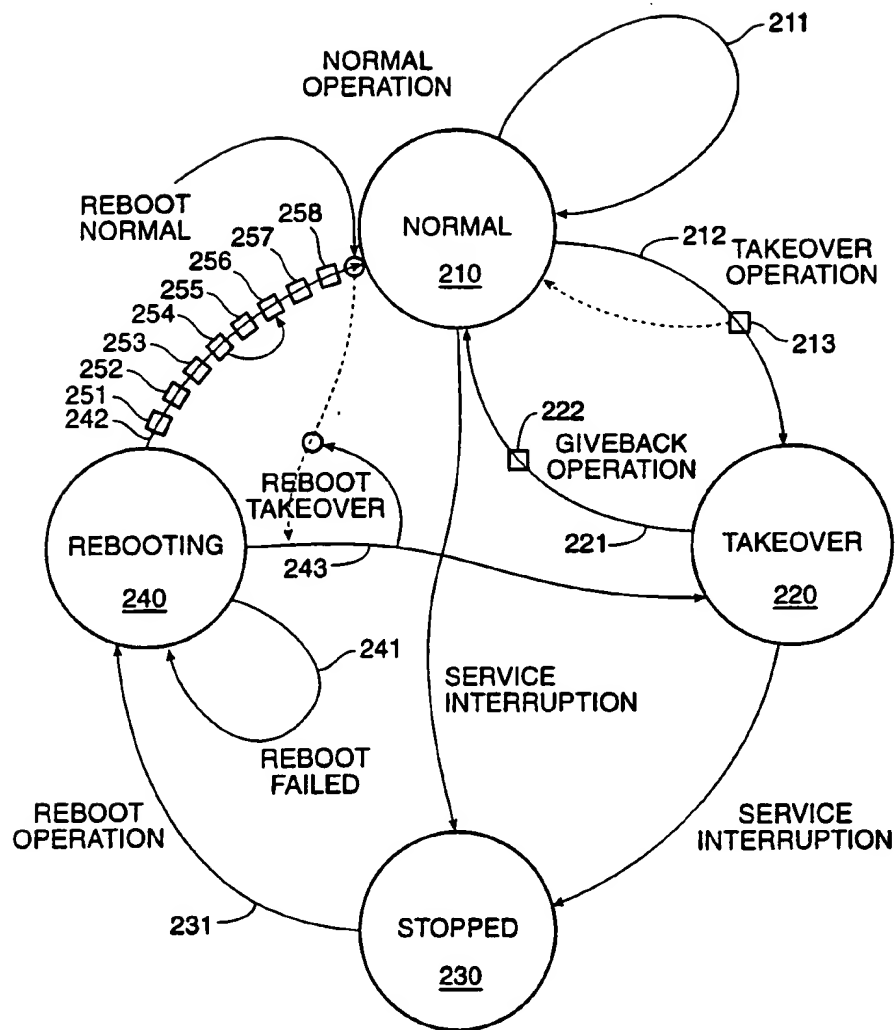 211
NORMAL
OPERATION
REBOOT
NORMAL
258
257
256
255
254
253
252
251
242
NORMAL
210
212
TAKEOVER
OPERATION
213
222
GIVEBACK
OPERATION
221
REBOOT
TAKEOVER
243
REBOOTING
240
TAKEOVER
220
241
REBOOT
FAILED
SERVICE
INTERRUPTION
REBOOT
OPERATION
SERVICE
INTERRUPTION
231
STOPPED
230